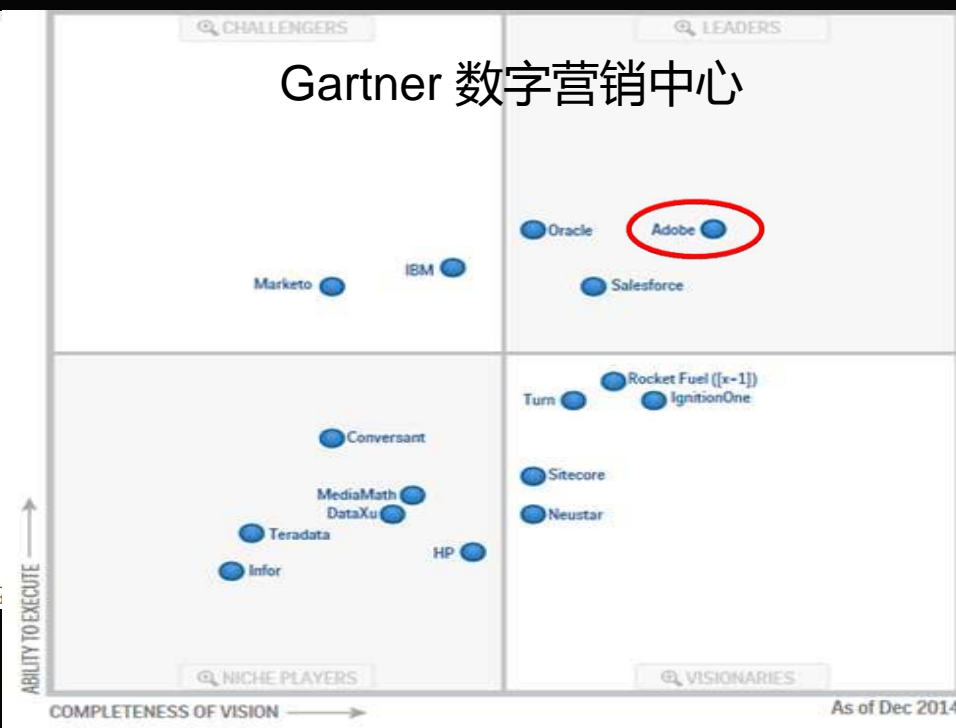 CHALLENGERS
LEADERS
Gartner 数字营销中心
Oracle
Adobe
IBM
Marketo
Salesforce
Rocket Fuel ([x+1])
Turn
IgnitionOne
Conversant
Sitecore
MediaMath
DataXu
Neustar
Teradata
HP
Infor
ABILITY TO EXECUTE
NICHE PLAYERS
VISIONARIES
COMPLETENESS OF VISION
As of Dec 2014